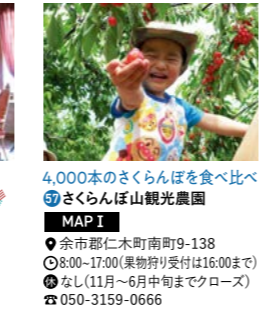 4,000本のさくらんぼを食べ比べ
57 さくらんぼ山観光農園
MAP I
余市郡仁木町南町9-138
8:00~17:00(果物狩り受付は16:00まで)
休 なし(11月〜6月中旬までクローズ)
☎050-3159-0666